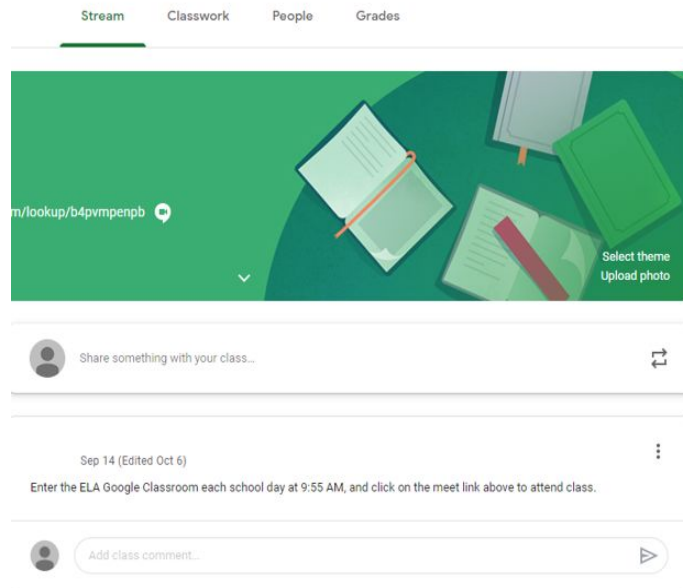 Stream Classwork People Grades
m/lookup/b4pvmpenpb
Select theme
Upload photo
Share something with your class...
Sep 14 (Edited Oct 6)
Enter the ELA Google Classroom each school day at 9:55 AM, and click on the meet link above to attend class.
Add class comment...